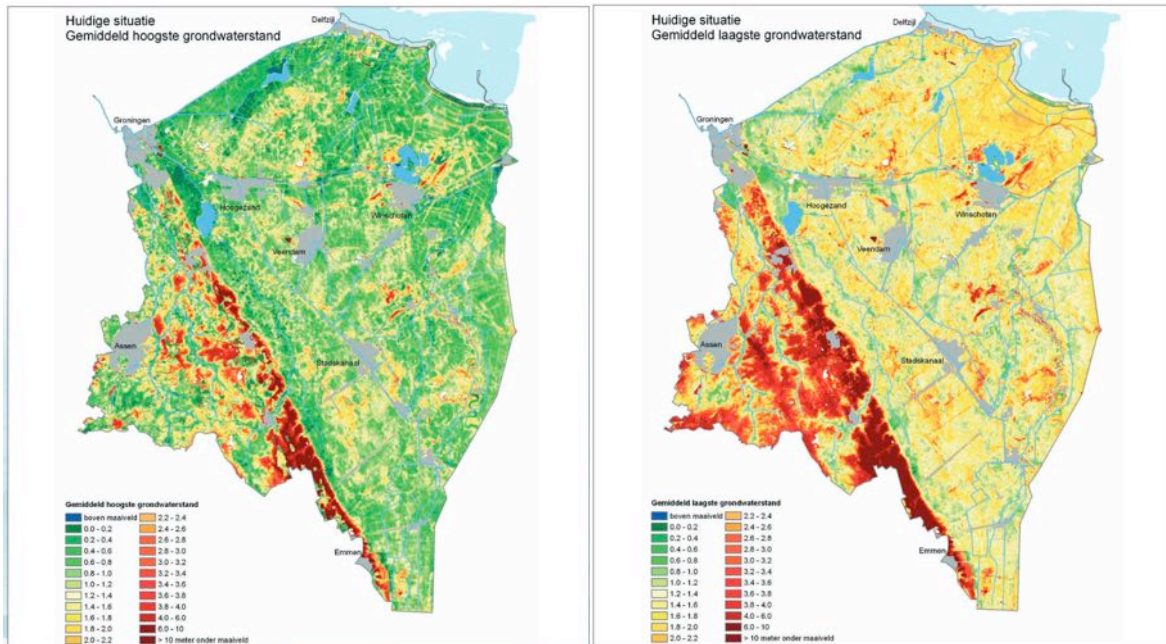 Huidige situatie
Gemiddeld hoogste grondwaterstand
Delfzijl
Groningen
Hoogezand
Winschoten
Veendam
Assen
Stadskanaal
Emmen
Gemiddeld hoogste grondwaterstand
boven maaiveld
0.0 - 0.2
0.2 - 0.4
0.4 - 0.6
0.6 - 0.8
0.8 - 1.0
1.0 - 1.2
1.2 - 1.4
1.4 - 1.6
1.6 - 1.8
1.8 - 2.0
2.0 - 2.2
2.2 - 2.4
2.4 - 2.6
2.6 - 2.8
2.8 - 3.0
3.0 - 3.2
3.2 - 3.4
3.4 - 3.6
3.6 - 3.8
3.8 - 4.0
4.0 - 6.0
6.0 - 10
> 10 meter onder maaiveld
Huidige situatie
Gemiddeld laagste grondwaterstand
Delfzijl
Groningen
Hoogezand
Winschoten
Veendam
Assen
Stadskanaal
Emmen
Gemiddeld laagste grondwaterstand
boven maaiveld
0.0 - 0.2
0.2 - 0.4
0.4 - 0.6
0.6 - 0.8
0.8 - 1.0
1.0 - 1.2
1.2 - 1.4
1.4 - 1.6
1.6 - 1.8
1.8 - 2.0
2.0 - 2.2
2.2 - 2.4
2.4 - 2.6
2.6 - 2.8
2.8 - 3.0
3.0 - 3.2
3.2 - 3.4
3.4 - 3.6
3.6 - 3.8
3.8 - 4.0
4.0 - 6.0
6.0 - 10
> 10 meter onder maaiveld